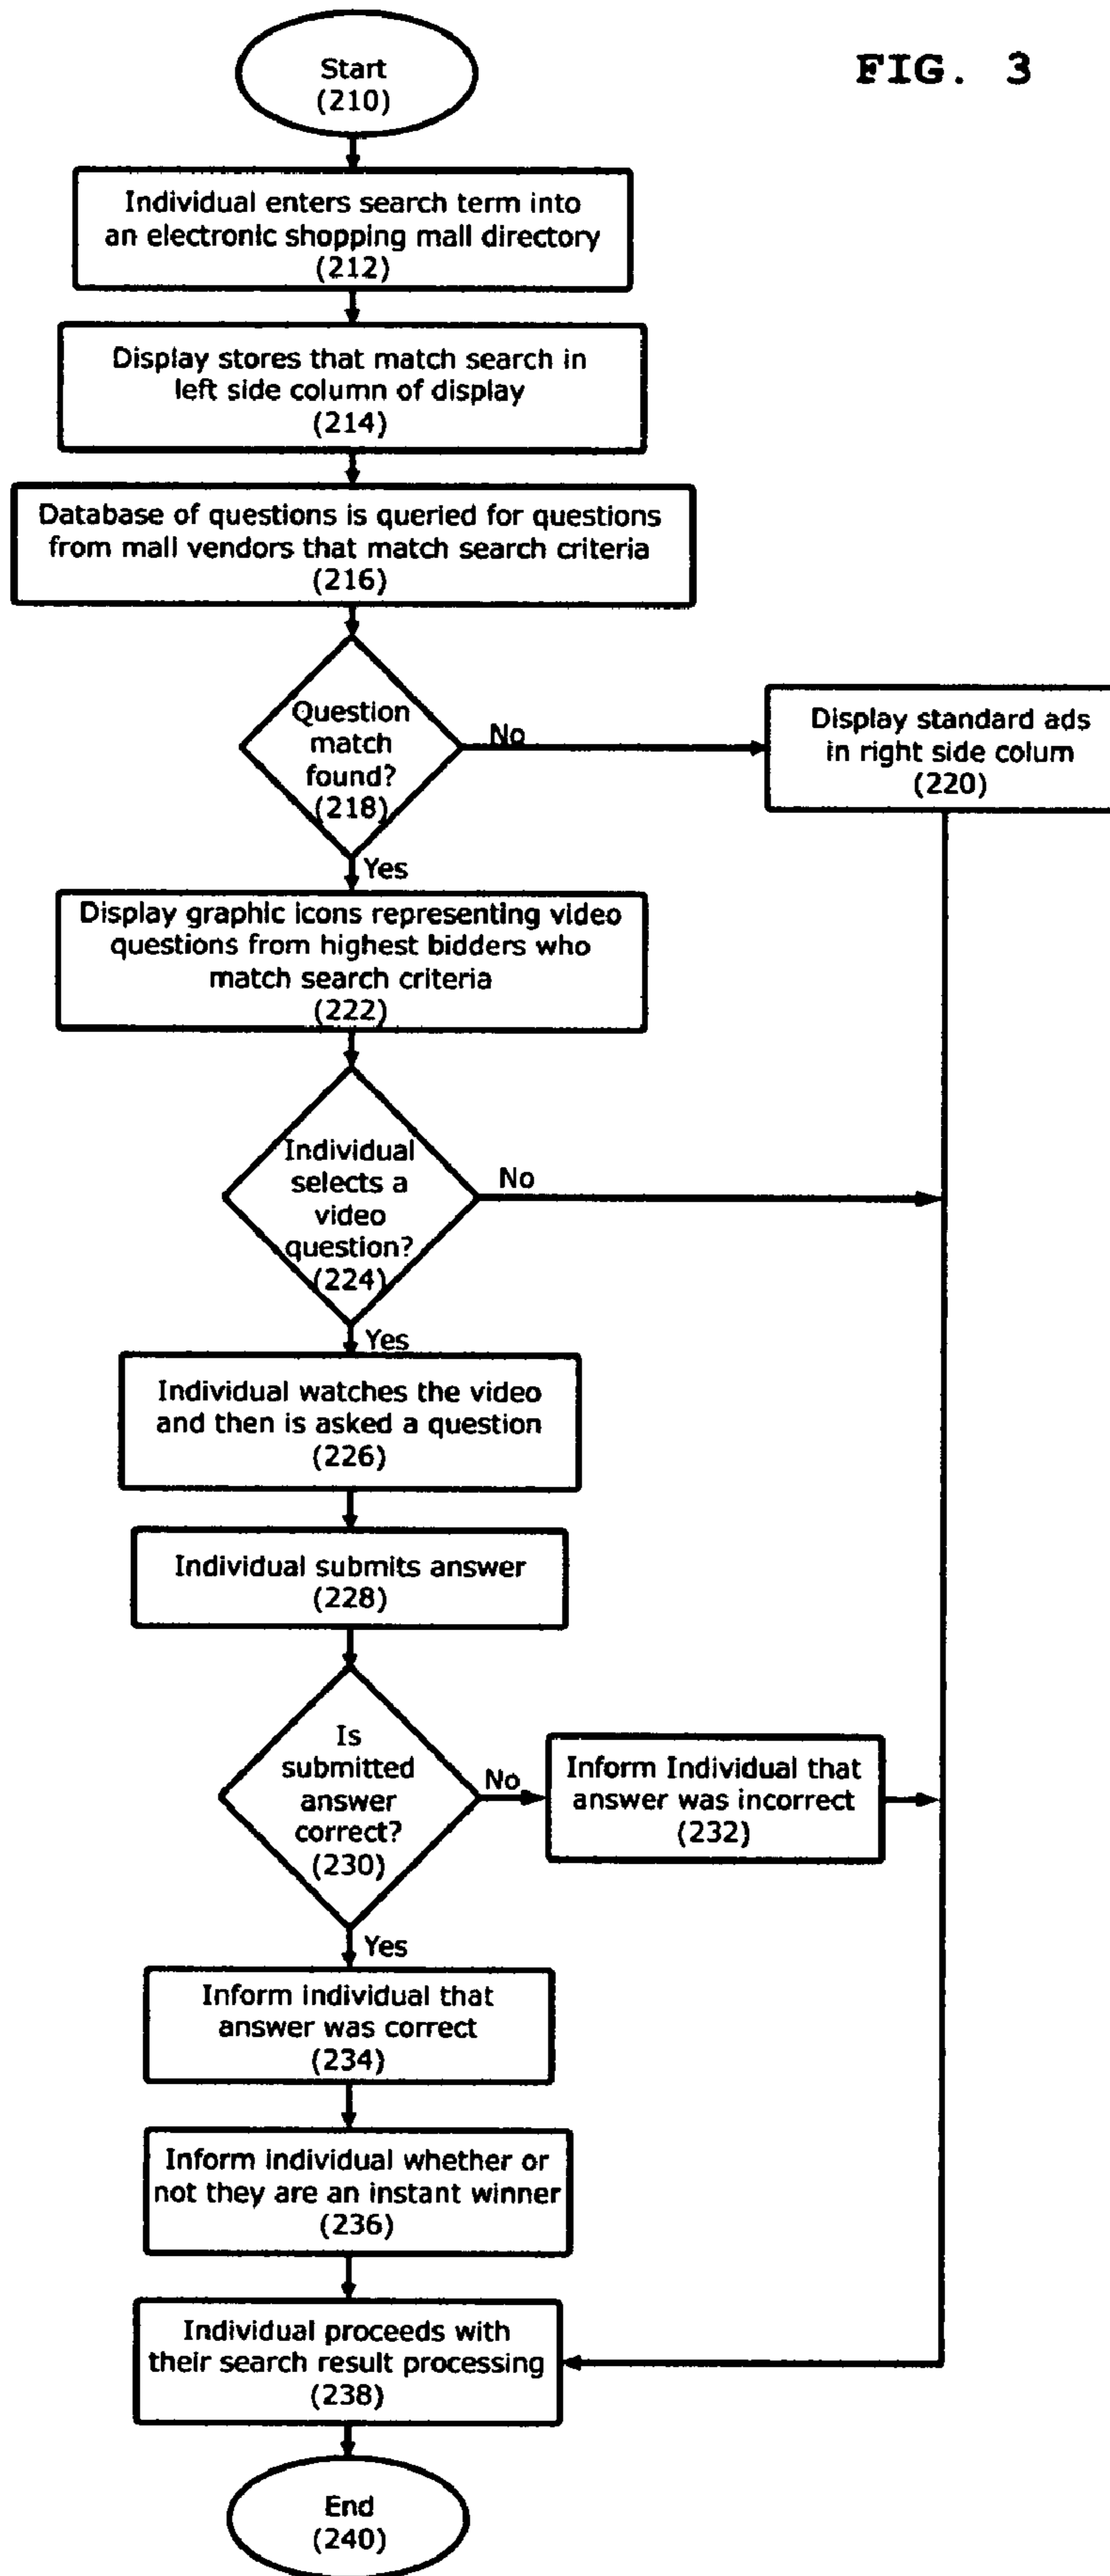 FIG. 3
Start
(210)
Individual enters search term into
an electronic shopping mall directory
(212)
Display stores that match search in
left side column of display
(214)
Database of questions is queried for questions
from mall vendors that match search criteria
(216)
Question
match
found?
(218)
No
Display standard ads
in right side colum
(220)
Yes
Display graphic icons representing video
questions from highest bidders who
match search criteria
(222)
Individual
selects a
video
question?
(224)
No
Yes
Individual watches the video
and then is asked a question
(226)
Individual submits answer
(228)
Is
submitted
answer
correct?
(230)
No
Inform Individual that
answer was incorrect
(232)
Yes
Inform individual that
answer was correct
(234)
Inform individual whether or
not they are an instant winner
(236)
Individual proceeds with
their search result processing
(238)
End
(240)